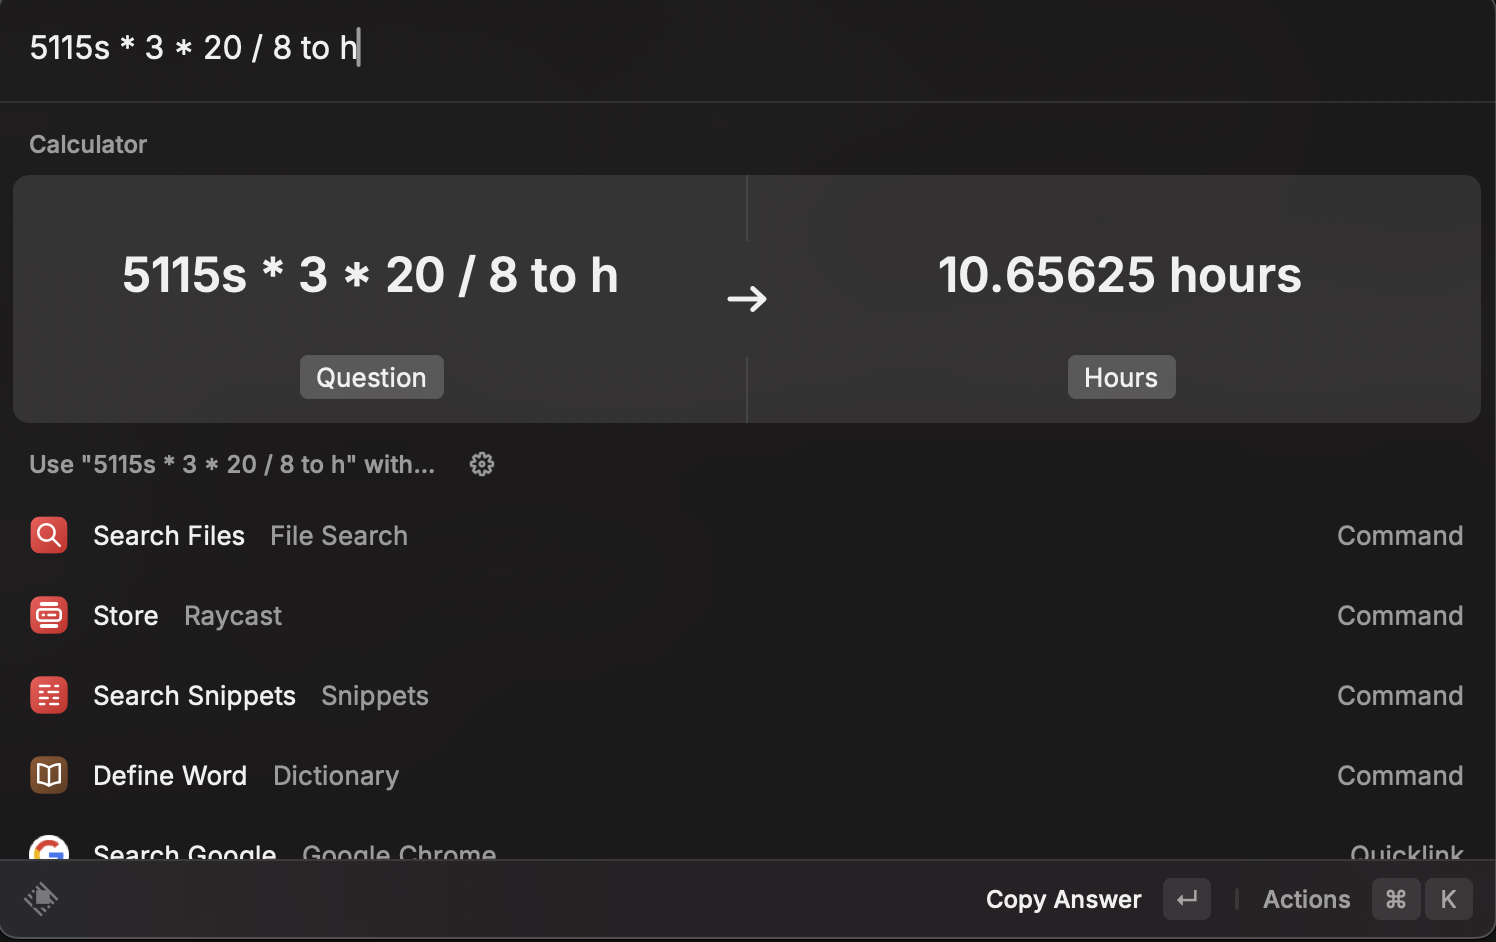 5115s * 3 * 20 / 8 to h
Calculator
5115s * 3 * 20 / 8 to h → 10.65625 hours
Question Hours
Use "5115s * 3 * 20 / 8 to h" with...
Search Files File Search Command
Store Raycast Command
Search Snippets Snippets Command
Define Word Dictionary Command
Search Google Google Chrome Quicklink
Copy Answer ↵ Actions ⌘ K